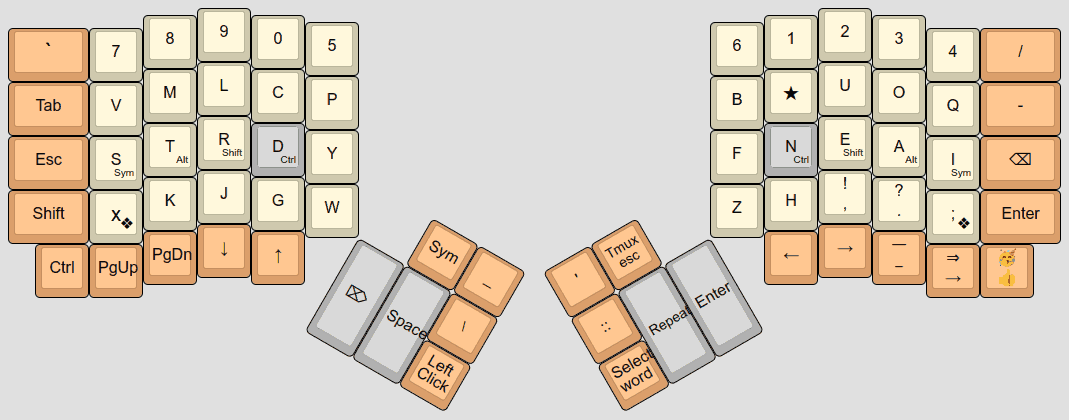 ` 7 8 9 0 5
Tab V M L C P
Esc S Sym T Alt R Shift D Ctrl Y
Shift X ❖ K J G W
Ctrl PgUp PgDn ↓ ↑
⌦ Space Sym _ / Left Click
6 1 2 3 4 /
B ★ U O Q -
F N Ctrl E Shift A Alt I Sym ⌫
Z H ! , ? . ; ❖ Enter
← → — – ⇒ → 🥳 👍
' Tmux esc :: Select word Repeat Enter